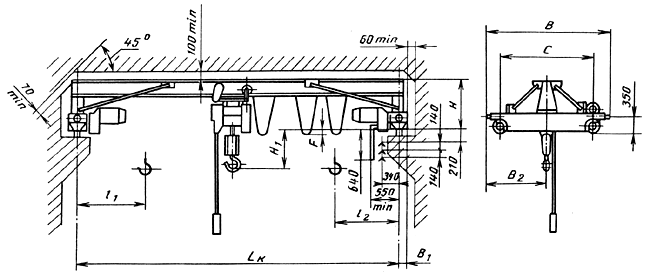 45°
100 min
60 min
B
C
70 min
H
140
350
H₁
F
640
340
550 min
210
140
l₁
l₂
B₂
Lк
B₁